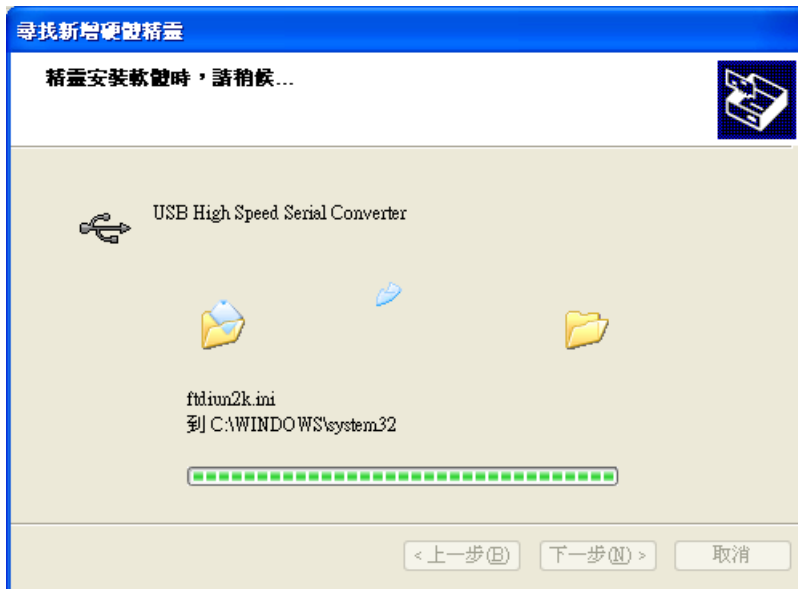 尋找新增硬體精靈
精靈安裝軟體時，請稍候...
USB High Speed Serial Converter
ftdiun2k.ini
到 C:\WINDOWS\system32
< 上一步(B)
下一步(N) >
取消